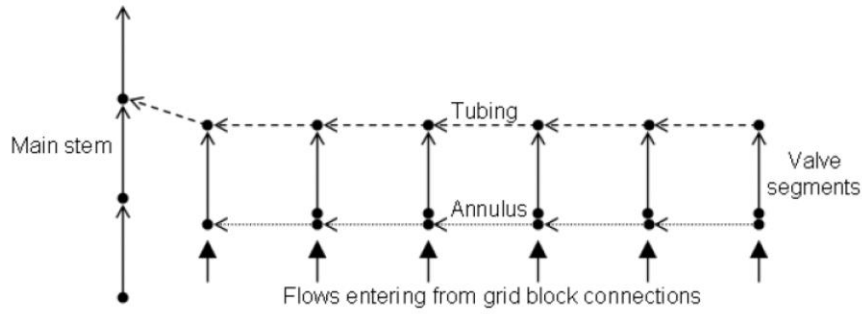 Tubing
Main stem
Valve
segments
Annulus
Flows entering from grid block connections